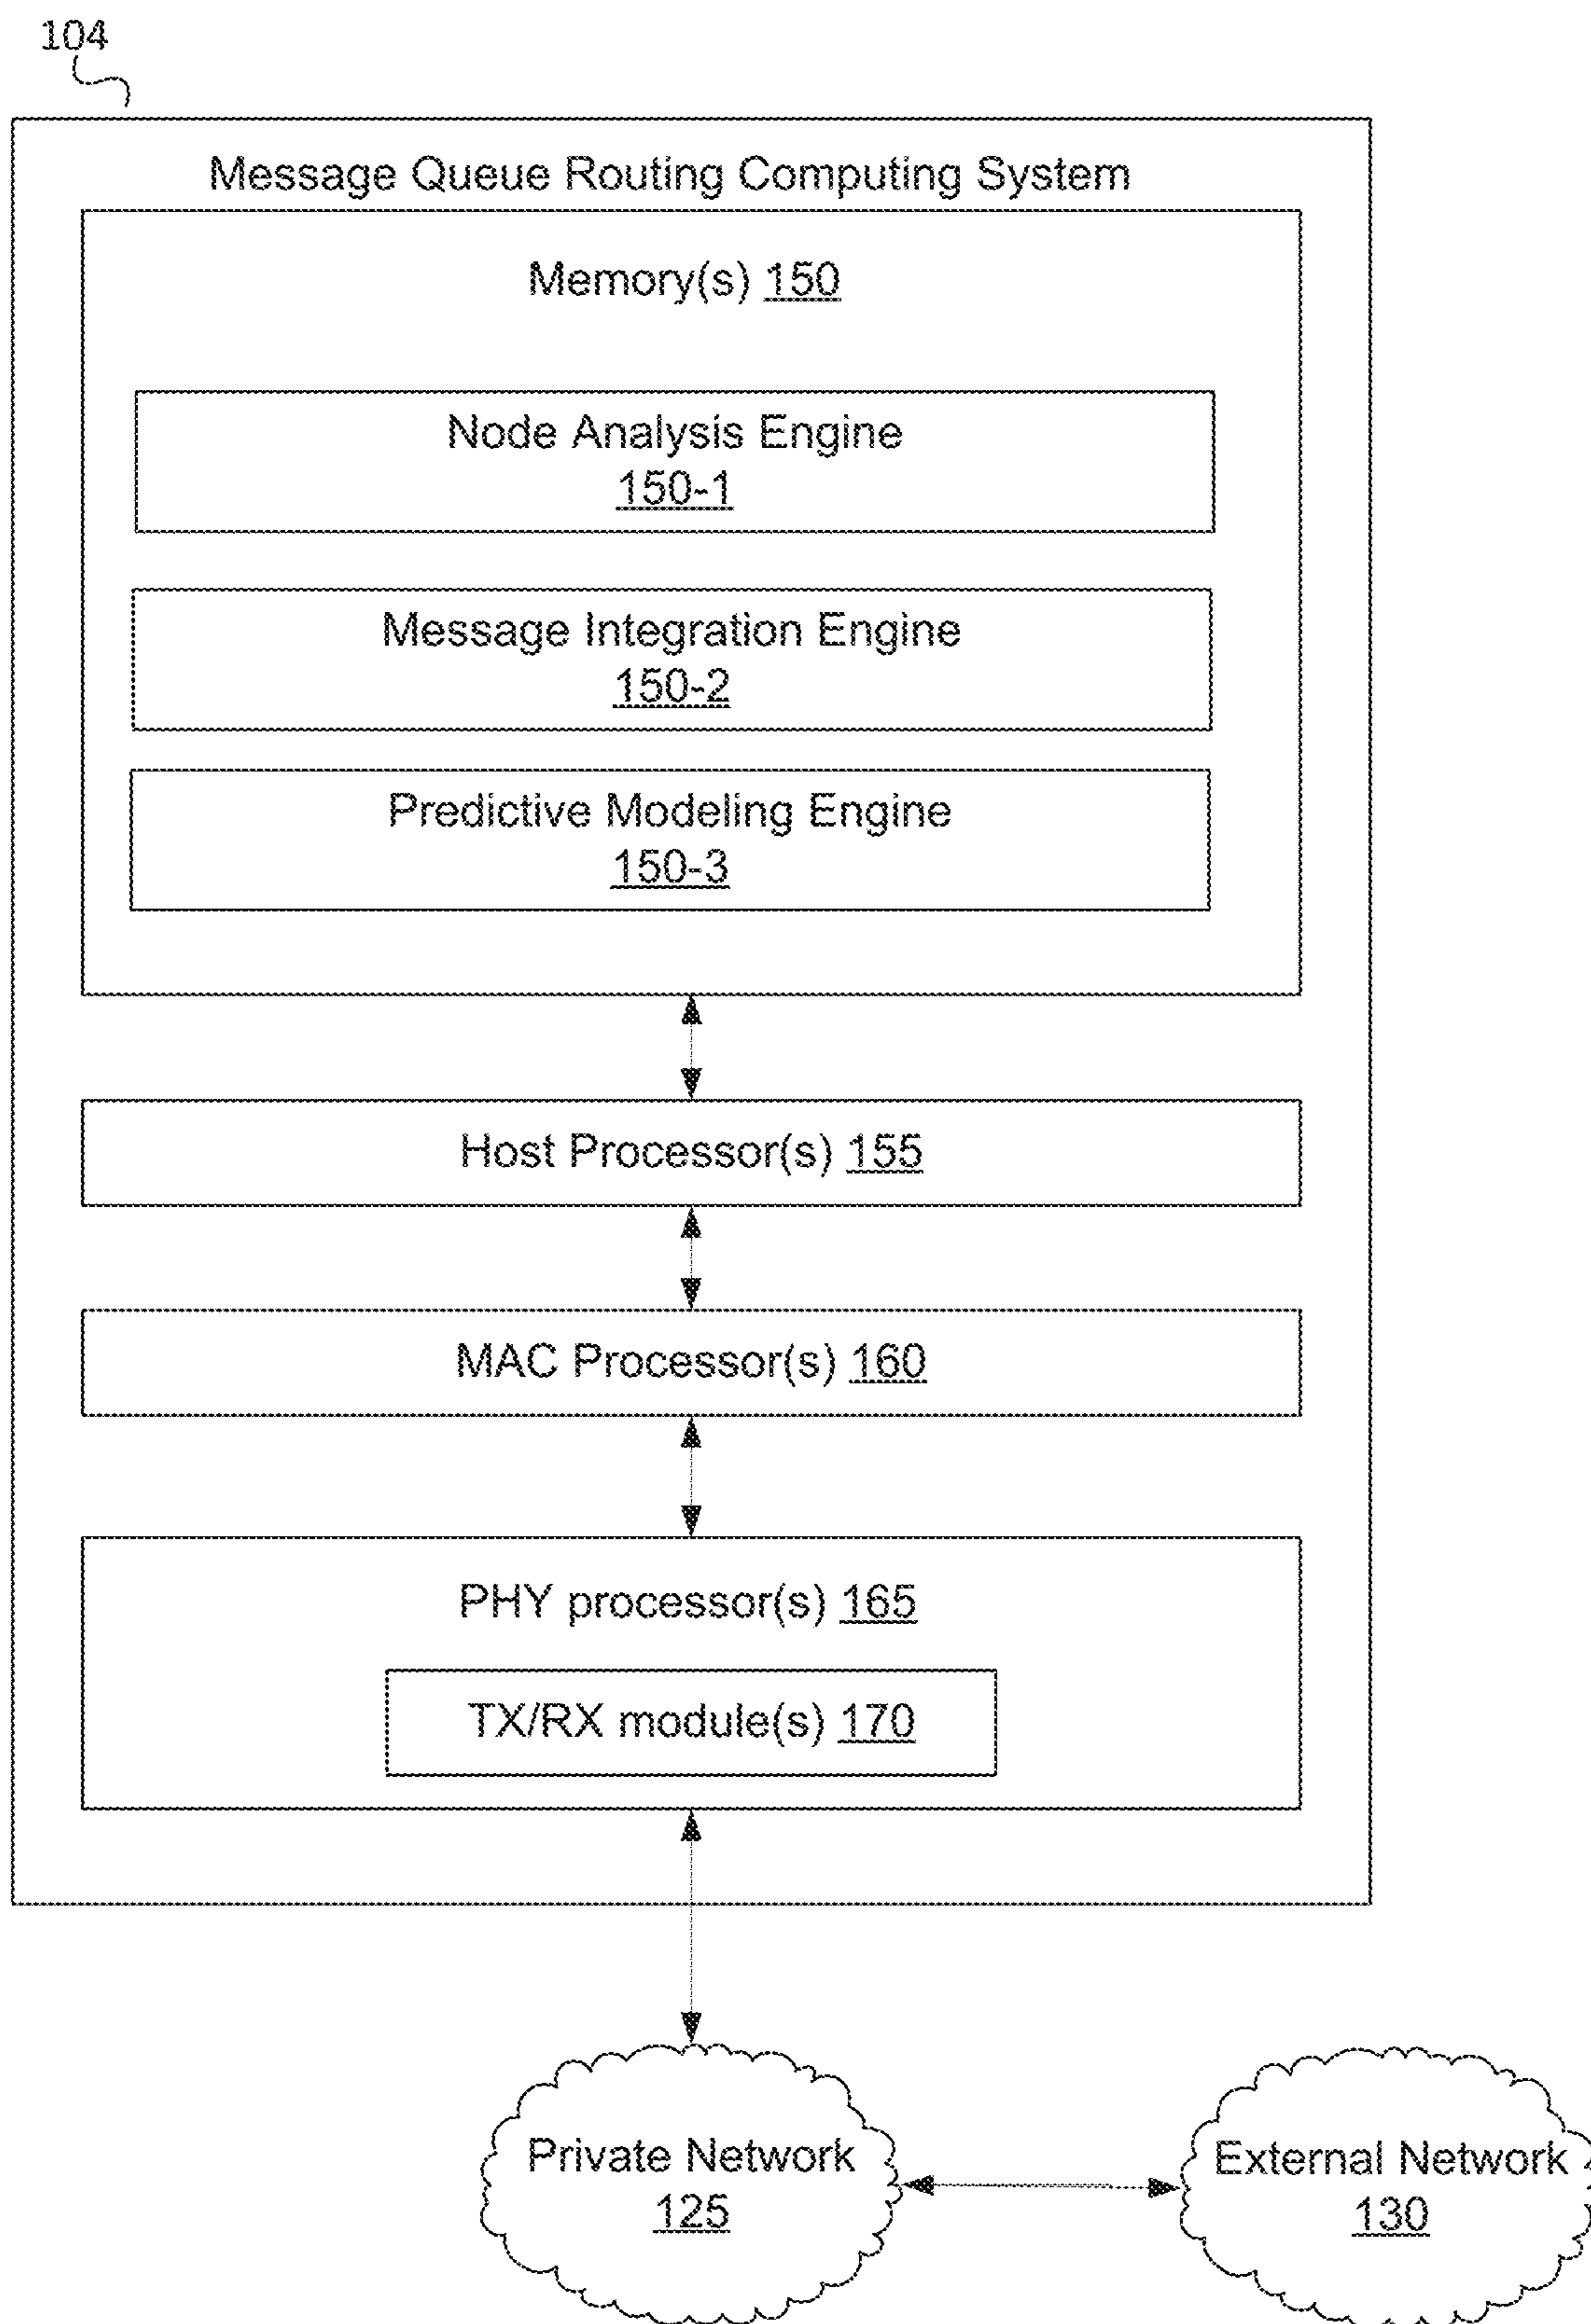 104
Message Queue Routing Computing System
Memory(s) 150
Node Analysis Engine
150-1
Message Integration Engine
150-2
Predictive Modeling Engine
150-3
Host Processor(s) 155
MAC Processor(s) 160
PHY processor(s) 165
TX/RX module(s) 170
Private Network
125
External Network
130